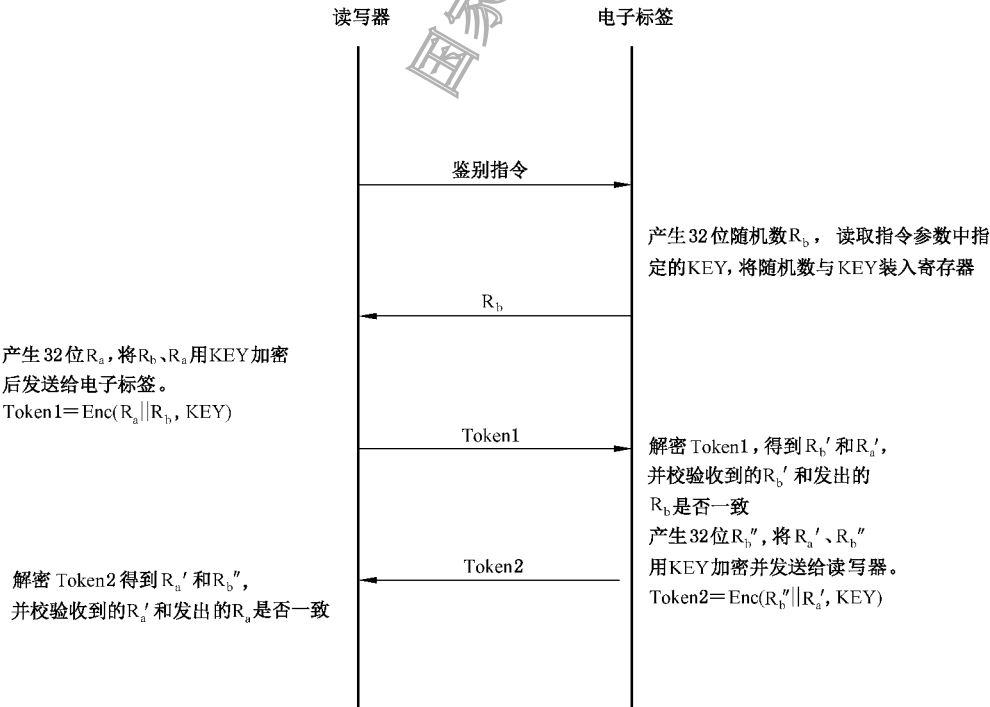 读写器
电子标签
国家
鉴别指令
产生32位随机数R_b， 读取指令参数中指
定的KEY，将随机数与KEY装入寄存器
R_b
产生32位R_a，将R_b、R_a用KEY加密
后发送给电子标签。
Token1=Enc(R_a||R_b, KEY)
Token1
解密Token1，得到R_b′和R_a′，
并校验收到的R_b′和发出的
R_b是否一致
产生32位R_b″，将R_a′、R_b″
用KEY加密并发送给读写器。
Token2=Enc(R_b″||R_a′, KEY)
Token2
解密 Token2得到R_a′和R_b″，
并校验收到的R_a′和发出的R_a是否一致